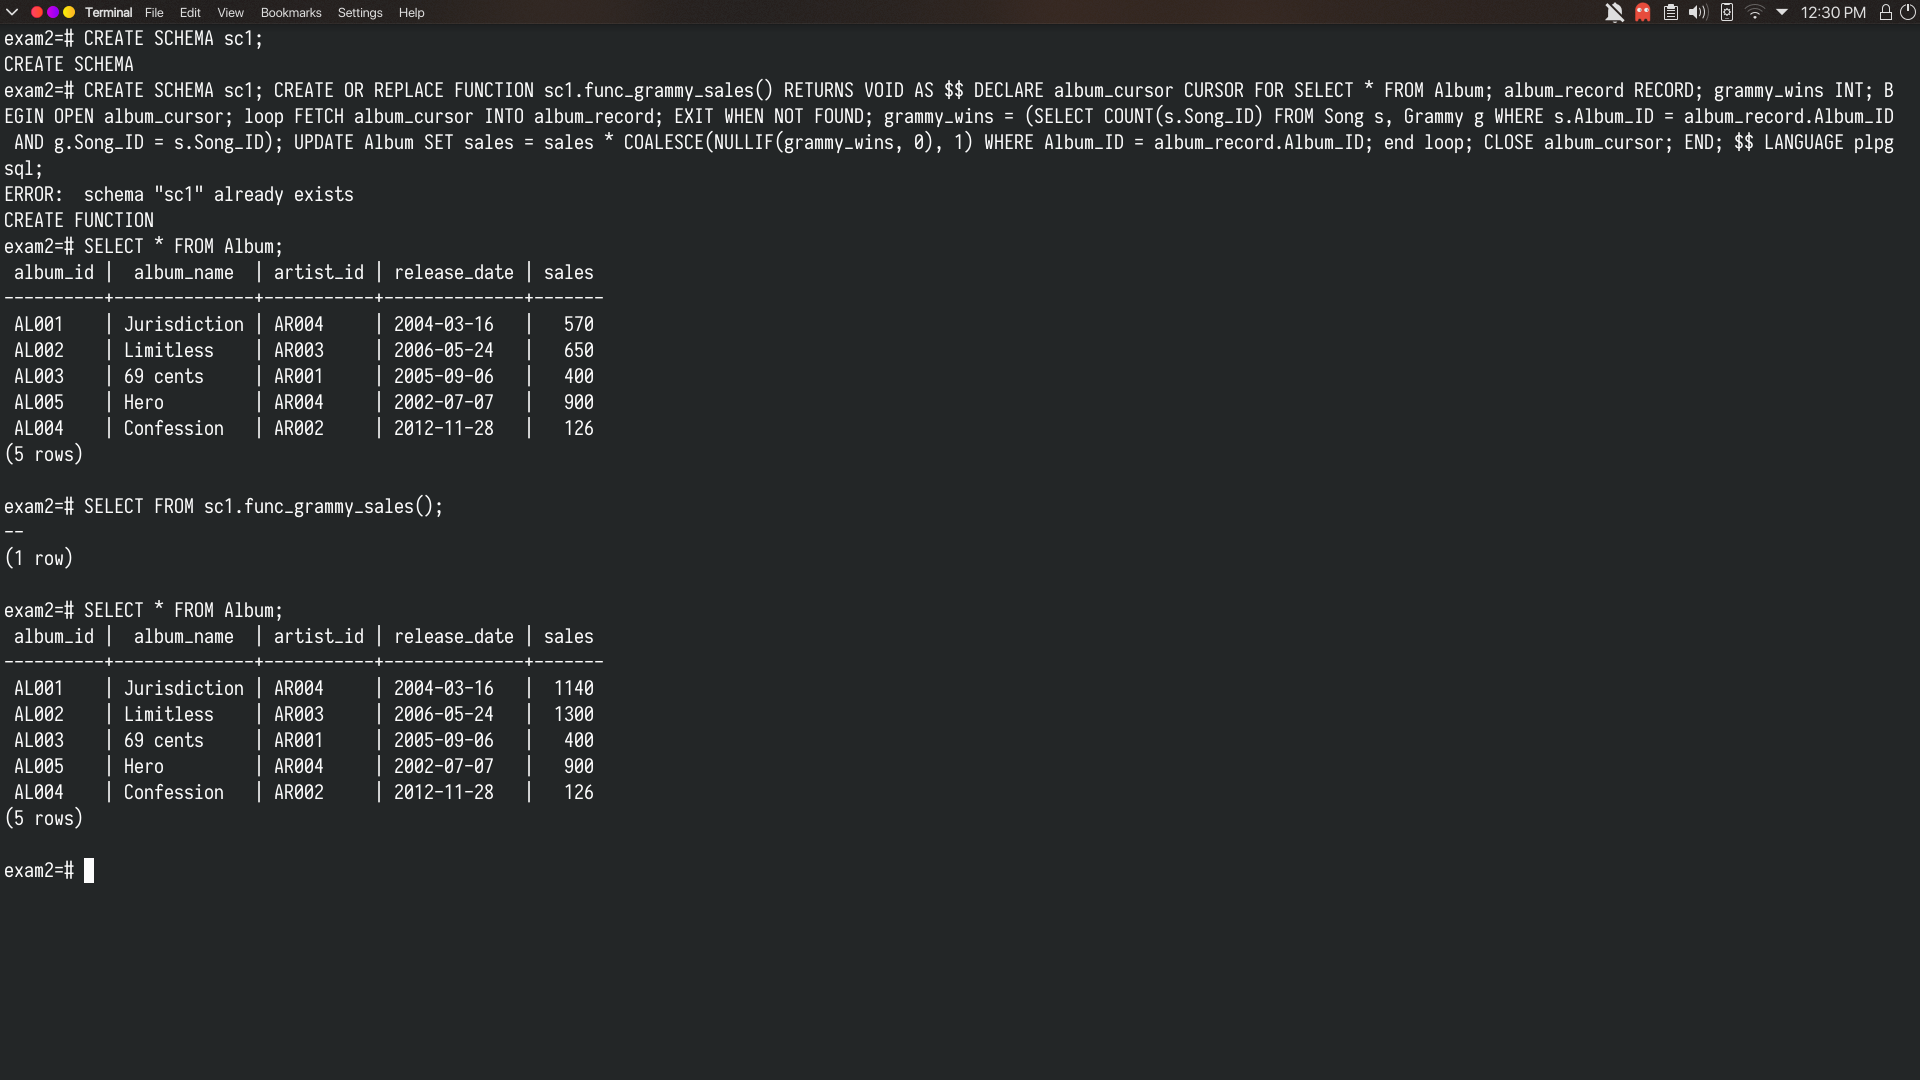 Terminal File Edit View Bookmarks Settings Help 12:30 PM
exam2=# CREATE SCHEMA sc1;
CREATE SCHEMA
exam2=# CREATE SCHEMA sc1; CREATE OR REPLACE FUNCTION sc1.func_grammy_sales() RETURNS VOID AS $$ DECLARE album_cursor CURSOR FOR SELECT * FROM Album; album_record RECORD; grammy_wins INT; B
EGIN OPEN album_cursor; loop FETCH album_cursor INTO album_record; EXIT WHEN NOT FOUND; grammy_wins = (SELECT COUNT(s.Song_ID) FROM Song s, Grammy g WHERE s.Album_ID = album_record.Album_ID
 AND g.Song_ID = s.Song_ID); UPDATE Album SET sales = sales * COALESCE(NULLIF(grammy_wins, 0), 1) WHERE Album_ID = album_record.Album_ID; end loop; CLOSE album_cursor; END; $$ LANGUAGE plpg
sql;
ERROR:  schema "sc1" already exists
CREATE FUNCTION
exam2=# SELECT * FROM Album;
 album_id |  album_name  | artist_id | release_date | sales
----------+--------------+-----------+--------------+-------
 AL001    | Jurisdiction | AR004     | 2004-03-16   |   570
 AL002    | Limitless    | AR003     | 2006-05-24   |   650
 AL003    | 69 cents     | AR001     | 2005-09-06   |   400
 AL005    | Hero         | AR004     | 2002-07-07   |   900
 AL004    | Confession   | AR002     | 2012-11-28   |   126
(5 rows)

exam2=# SELECT FROM sc1.func_grammy_sales();
--
(1 row)

exam2=# SELECT * FROM Album;
 album_id |  album_name  | artist_id | release_date | sales
----------+--------------+-----------+--------------+-------
 AL001    | Jurisdiction | AR004     | 2004-03-16   |  1140
 AL002    | Limitless    | AR003     | 2006-05-24   |  1300
 AL003    | 69 cents     | AR001     | 2005-09-06   |   400
 AL005    | Hero         | AR004     | 2002-07-07   |   900
 AL004    | Confession   | AR002     | 2012-11-28   |   126
(5 rows)

exam2=#